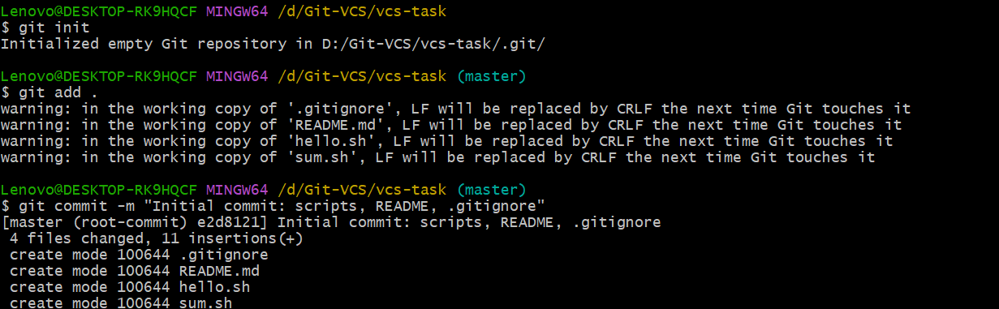 Lenovo@DESKTOP-RK9HQCF MINGW64 /d/Git-VCS/vcs-task
$ git init
Initialized empty Git repository in D:/Git-VCS/vcs-task/.git/
Lenovo@DESKTOP-RK9HQCF MINGW64 /d/Git-VCS/vcs-task (master)
$ git add .
warning: in the working copy of '.gitignore', LF will be replaced by CRLF the next time Git touches it
warning: in the working copy of 'README.md', LF will be replaced by CRLF the next time Git touches it
warning: in the working copy of 'hello.sh', LF will be replaced by CRLF the next time Git touches it
warning: in the working copy of 'sum.sh', LF will be replaced by CRLF the next time Git touches it
Lenovo@DESKTOP-RK9HQCF MINGW64 /d/Git-VCS/vcs-task (master)
$ git commit -m "Initial commit: scripts, README, .gitignore"
[master (root-commit) e2d8121] Initial commit: scripts, README, .gitignore
 4 files changed, 11 insertions(+)
 create mode 100644 .gitignore
 create mode 100644 README.md
 create mode 100644 hello.sh
 create mode 100644 sum.sh